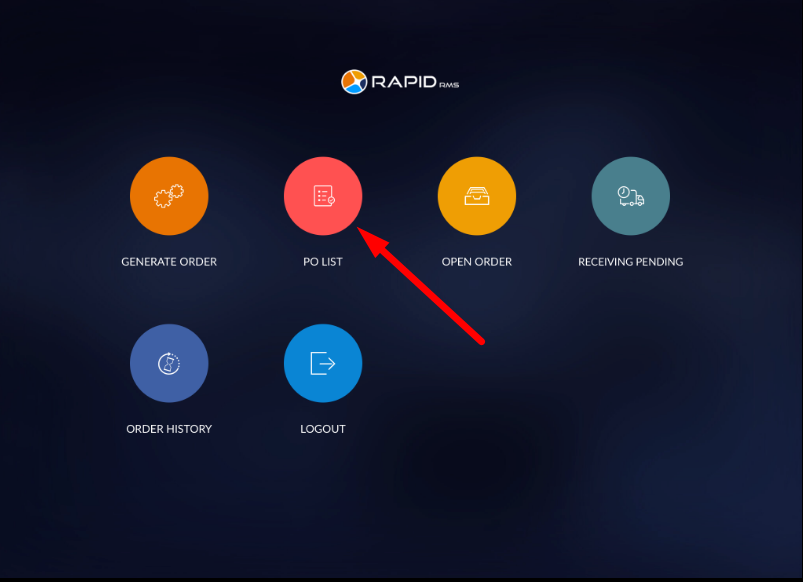 RAPID RMS
GENERATE ORDER
PO LIST
OPEN ORDER
RECEIVING PENDING
ORDER HISTORY
LOGOUT